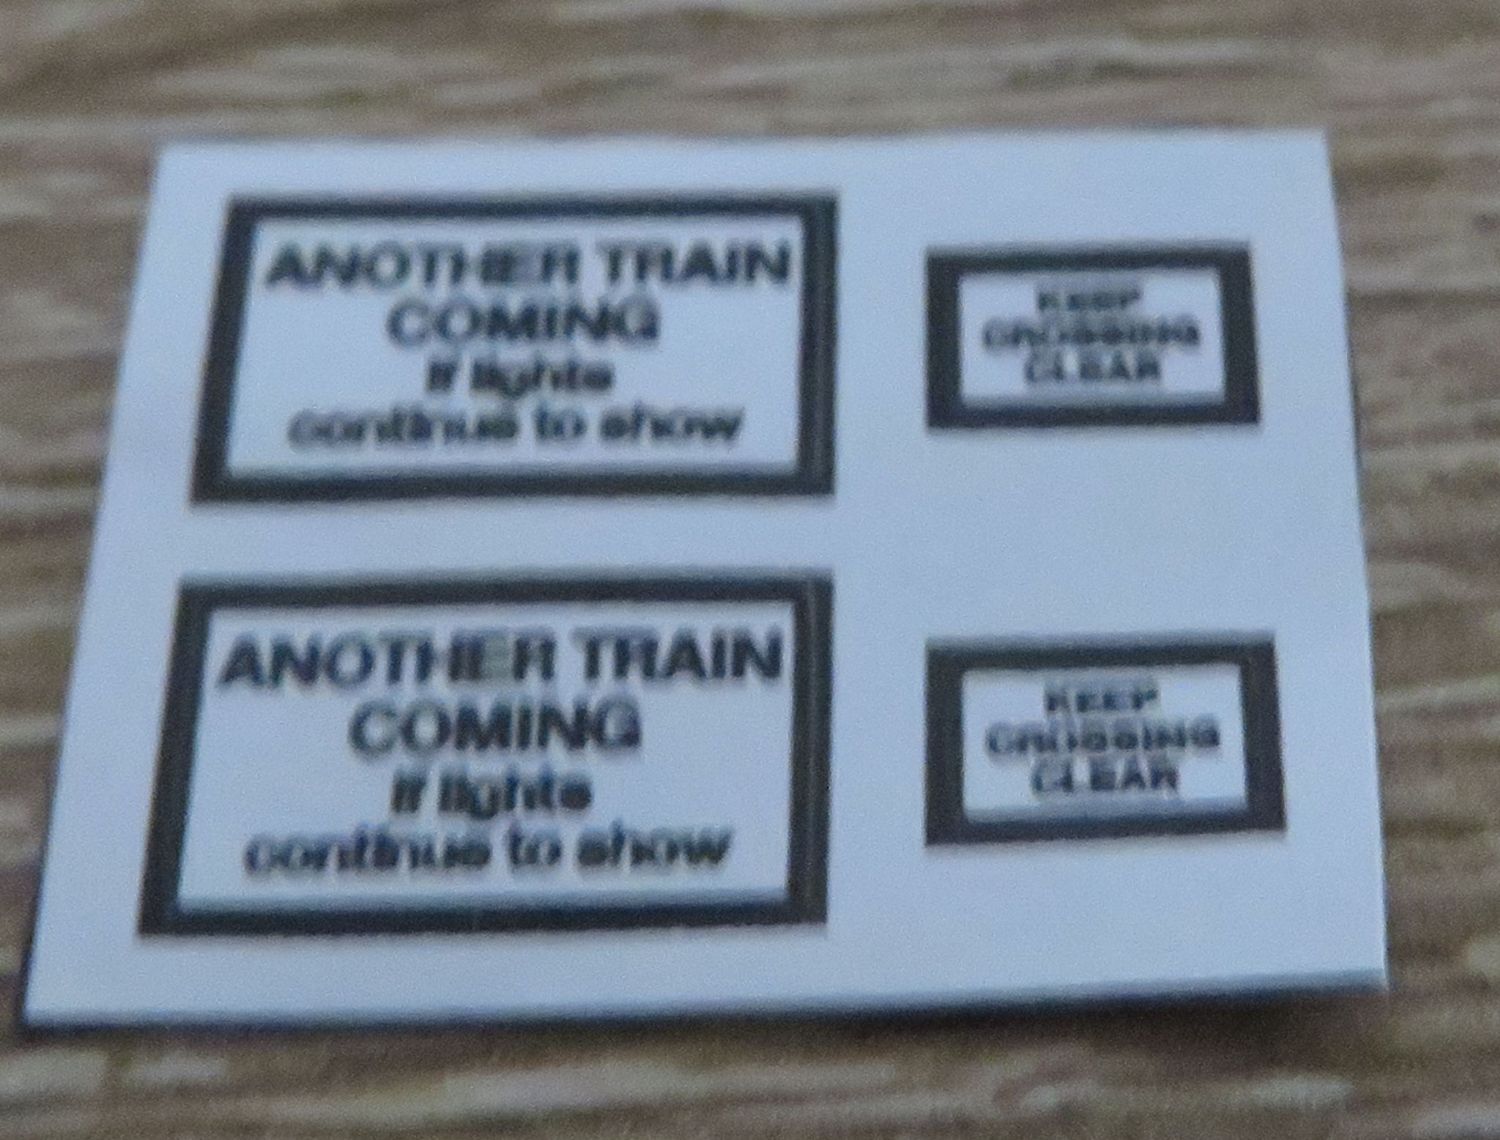 ANOTHER TRAIN
COMING
if lights
continue to show
KEEP
CROSSING
CLEAR
ANOTHER TRAIN
COMING
if lights
continue to show
KEEP
CROSSING
CLEAR